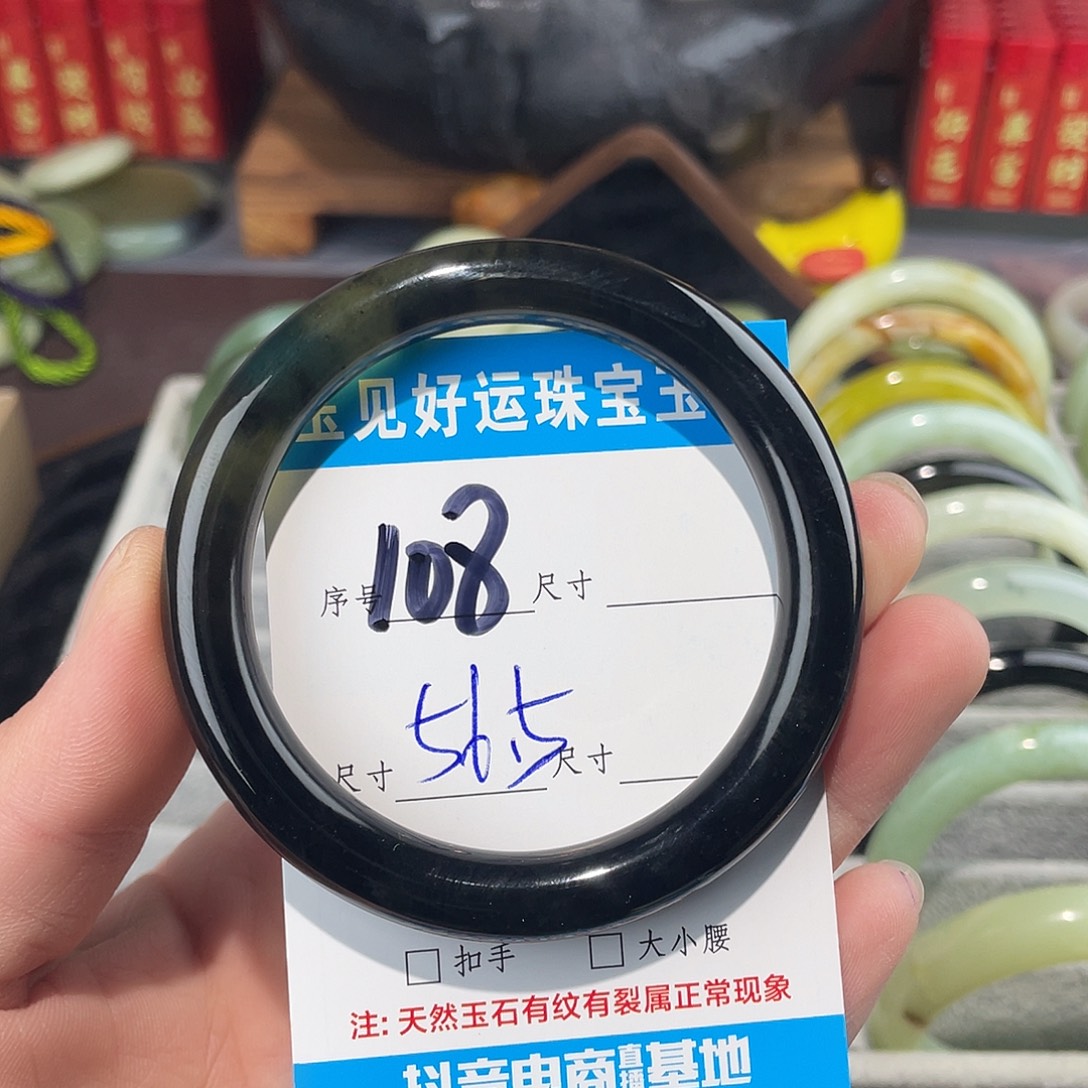 玉见好运珠宝玉
序号 108 尺寸
尺寸 56.5 尺寸
扣手 大小腰
注: 天然玉石有纹有裂属正常现象
抖音电商直播基地
好运